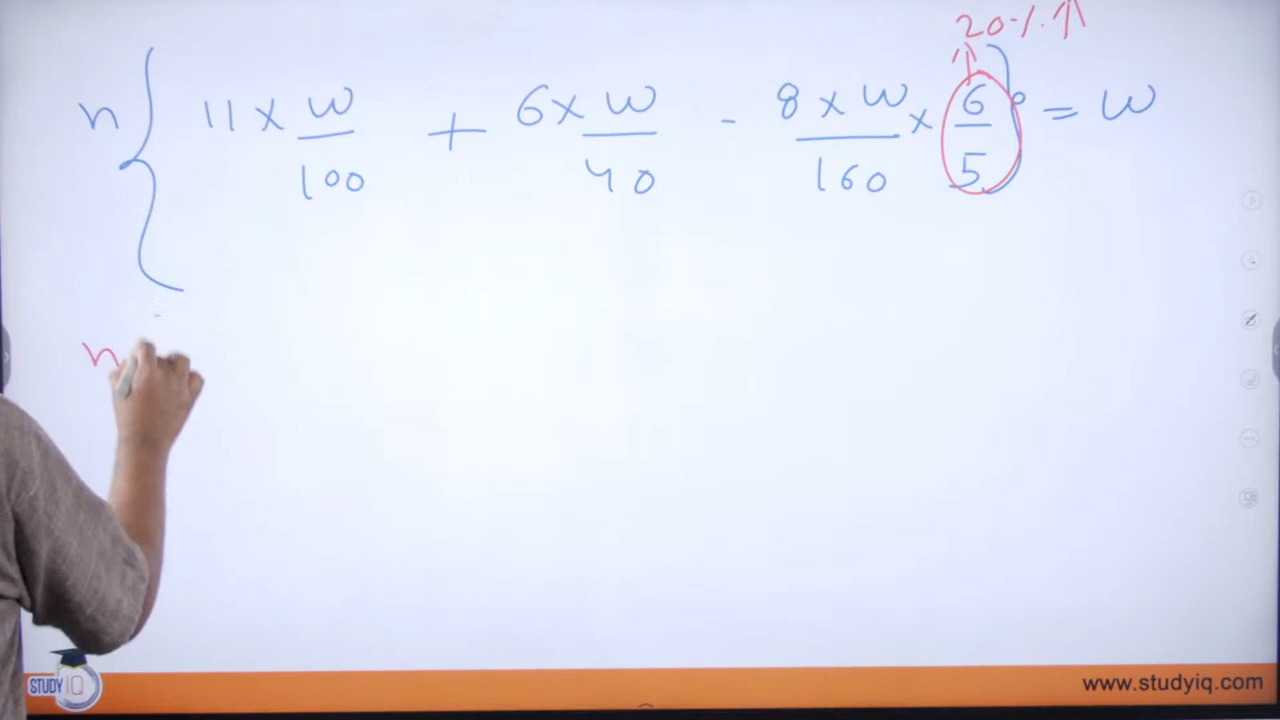 20% ↑
n { 11 × W/100 + 6 × W/40 - 8 × W/160 × 6/5 } = W
n
STUDY IQ
www.studyiq.com